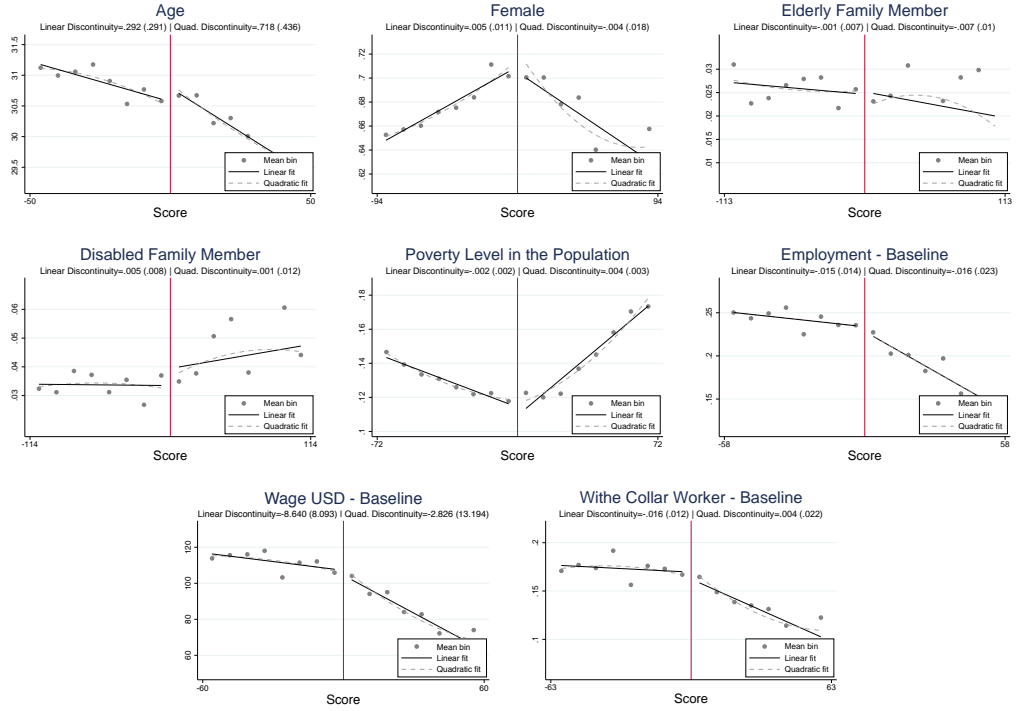 Age
Linear Discontinuity=.292 (.291) | Quad. Discontinuity=.718 (.436)
31.5
31
30.5
30
29.5
-50
50
Score
Mean bin
Linear fit
Quadratic fit
Female
Linear Discontinuity=.005 (.011) | Quad. Discontinuity=-.004 (.018)
.72
.7
.68
.66
.64
.62
-94
94
Score
Mean bin
Linear fit
Quadratic fit
Elderly Family Member
Linear Discontinuity=-.001 (.007) | Quad. Discontinuity=-.007 (.01)
.03
.025
.02
.015
.01
-113
113
Score
Mean bin
Linear fit
Quadratic fit
Disabled Family Member
Linear Discontinuity=.005 (.008) | Quad. Discontinuity=.001 (.012)
.06
.05
.04
.03
-114
114
Score
Mean bin
Linear fit
Quadratic fit
Poverty Level in the Population
Linear Discontinuity=-.002 (.002) | Quad. Discontinuity=.004 (.003)
.18
.16
.14
.12
.1
-72
72
Score
Mean bin
Linear fit
Quadratic fit
Employment - Baseline
Linear Discontinuity=-.015 (.014) | Quad. Discontinuity=-.016 (.023)
.25
.2
.15
-58
58
Score
Mean bin
Linear fit
Quadratic fit
Wage USD - Baseline
Linear Discontinuity=-8.640 (8.093) | Quad. Discontinuity=-2.826 (13.194)
120
100
80
60
-60
60
Score
Mean bin
Linear fit
Quadratic fit
Withe Collar Worker - Baseline
Linear Discontinuity=-.016 (.012) | Quad. Discontinuity=.004 (.022)
.2
.15
.1
-63
63
Score
Mean bin
Linear fit
Quadratic fit